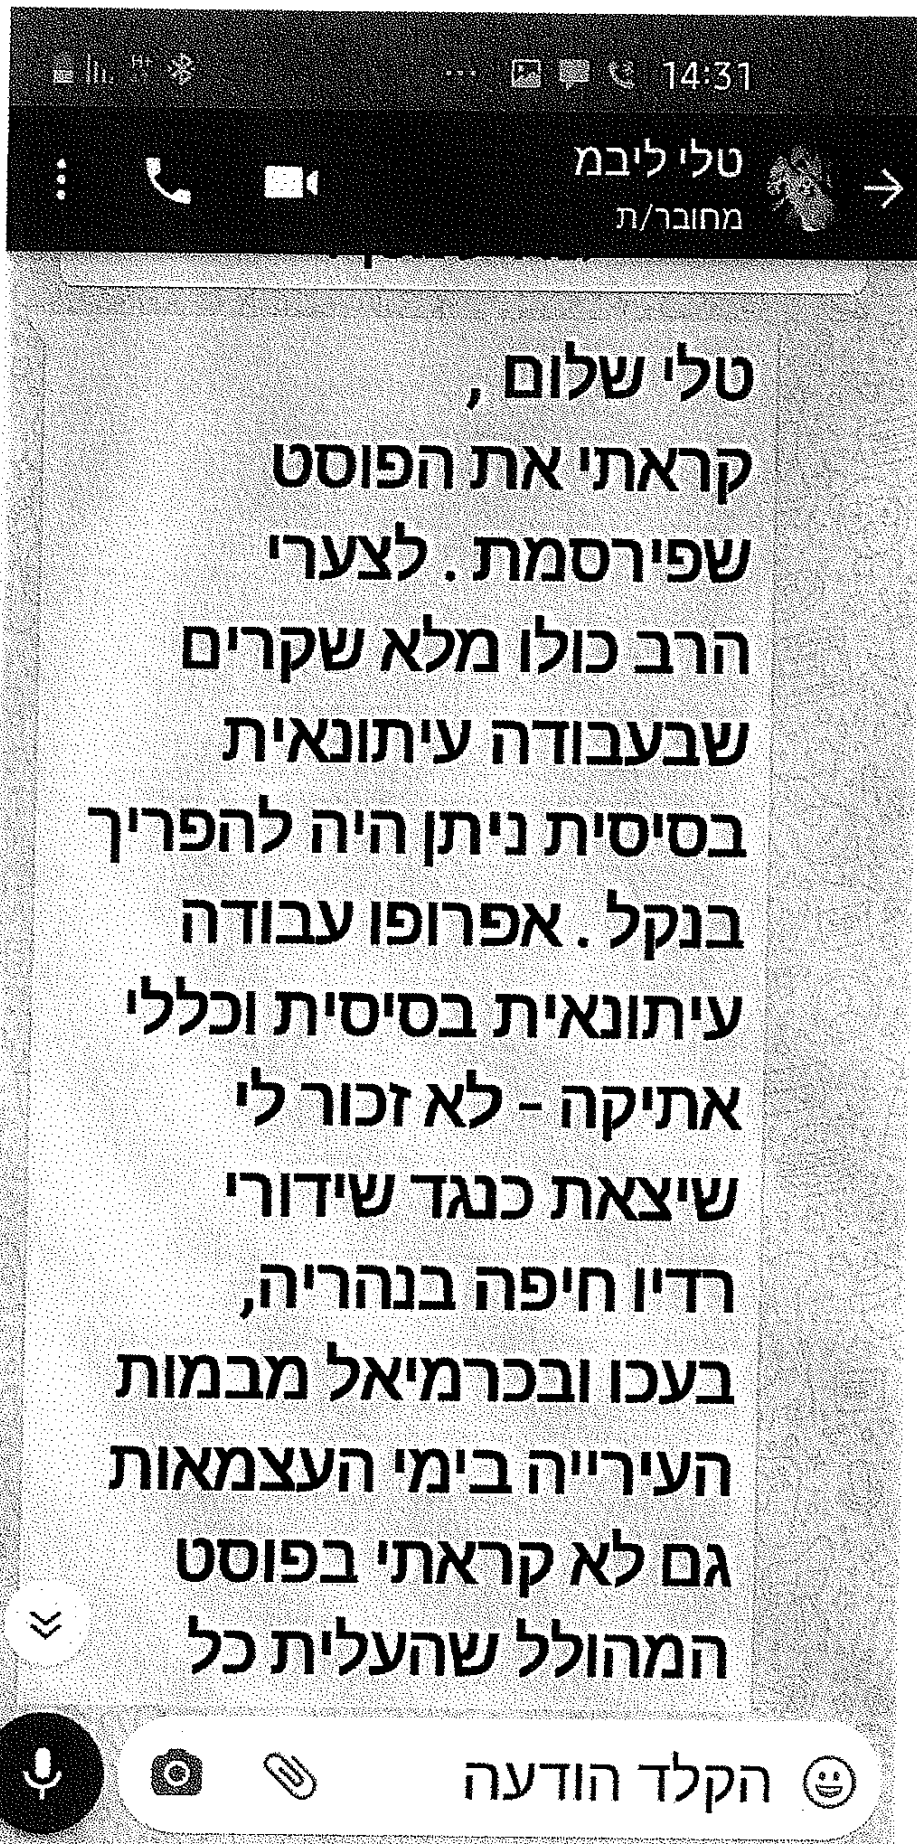 14:31
H+
טלי ליבמ
מחובר/ת
טלי שלום ,
קראתי את הפוסט
שפירסמת . לצערי
הרב כולו מלא שקרים
שבעבודה עיתונאית
בסיסית ניתן היה להפריך
בנקל . אפרופו עבודה
עיתונאית בסיסית וכללי
אתיקה - לא זכור לי
שיצאת כנגד שידורי
רדיו חיפה בנהריה,
בעכו ובכרמיאל מבמות
העירייה בימי העצמאות
גם לא קראתי בפוסט
המהולל שהעלית כל
הקלד הודעה